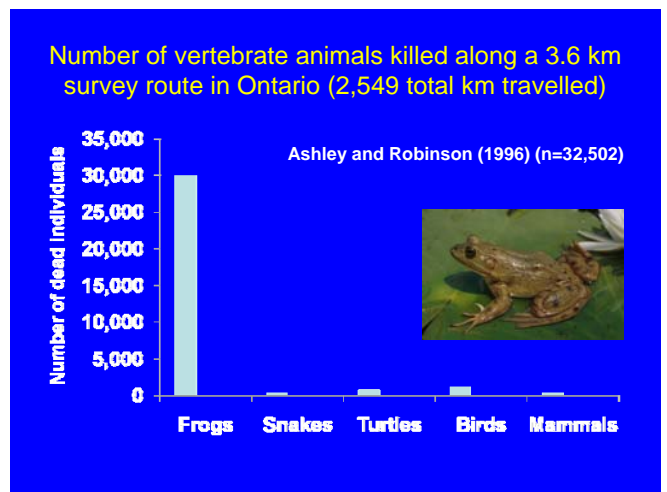 Number of vertebrate animals killed along a 3.6 km
survey route in Ontario (2,549 total km travelled)
Ashley and Robinson (1996) (n=32,502)
Number of dead individuals
35,000
30,000
25,000
20,000
15,000
10,000
5,000
0
Frogs Snakes Turtles Birds Mammals